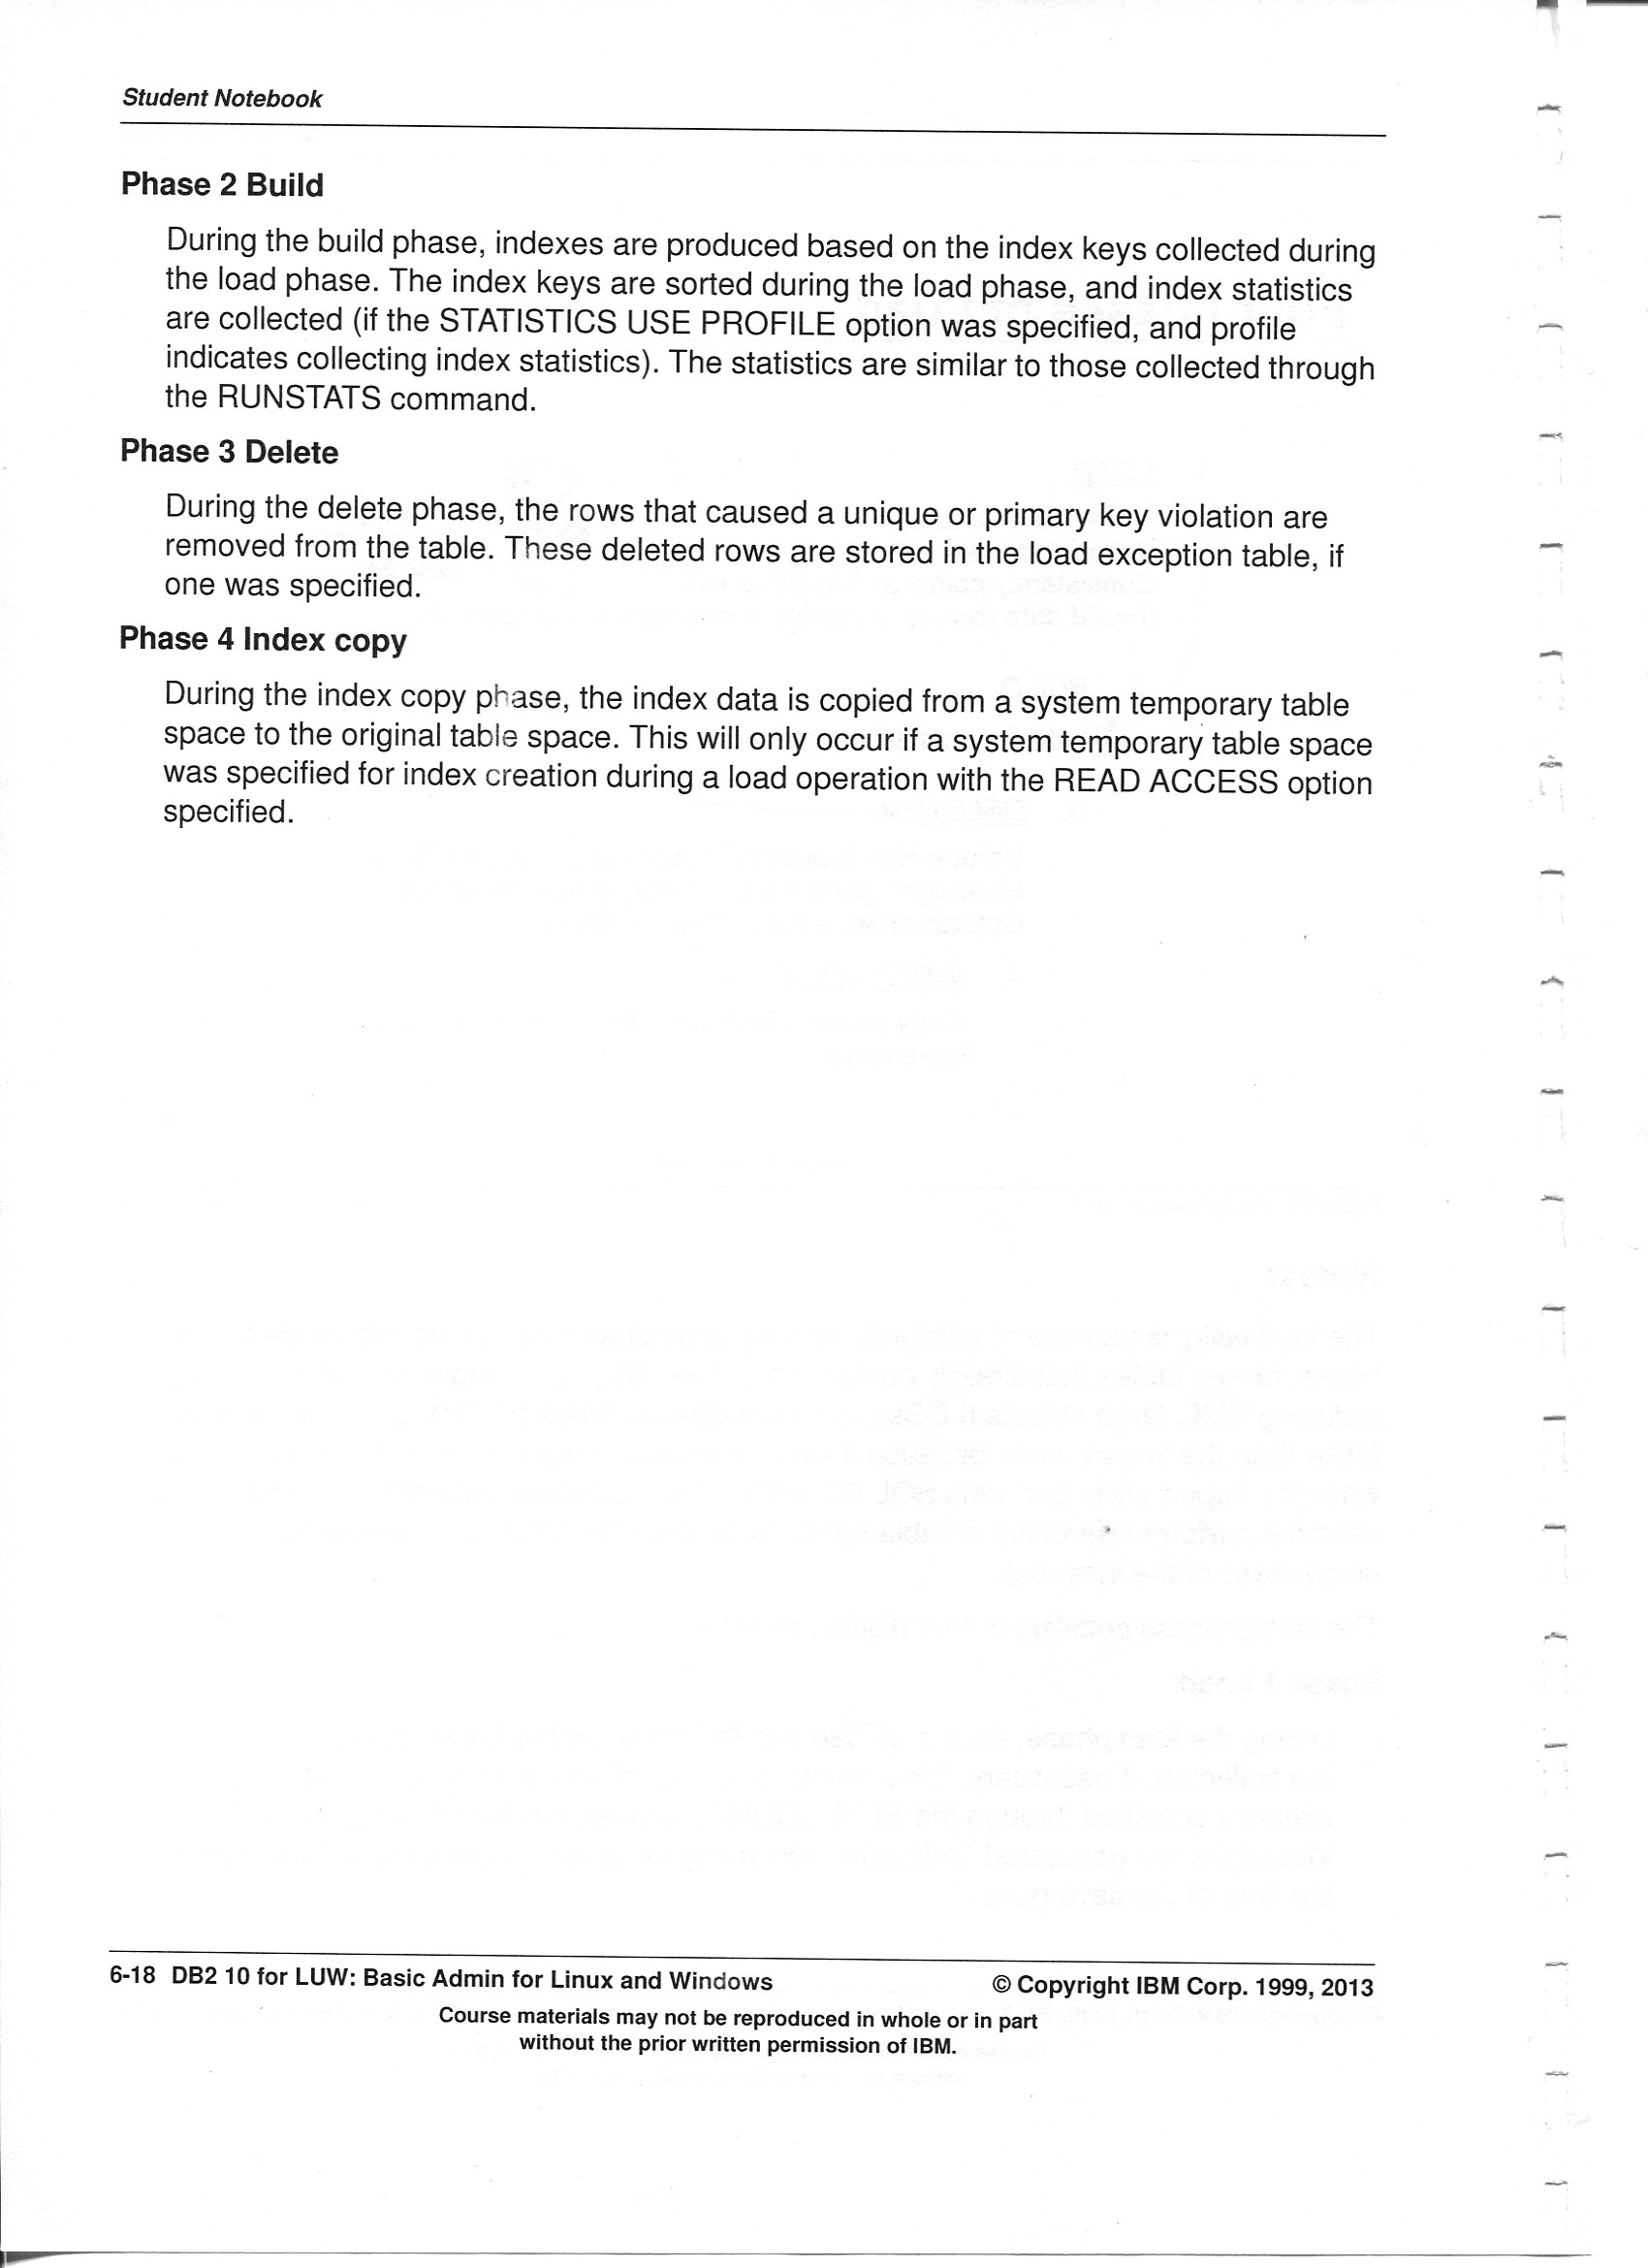 Student Notebook
Phase 2 Build
During the build phase, indexes are produced based on the index keys collected during
the load phase. The index keys are sorted during the load phase, and index statistics
are collected (if the STATISTICS USE PROFILE option was specified, and profile
indicates collecting index statistics). The statistics are similar to those collected through
the RUNSTATS command.
Phase 3 Delete
During the delete phase, the rows that caused a unique or primary key violation are
removed from the table. These deleted rows are stored in the load exception table, if
one was specified.
Phase 4 Index copy
During the index copy phase, the index data is copied from a system temporary table
space to the original table space. This will only occur if a system temporary table space
was specified for index creation during a load operation with the READ ACCESS option
specified.
6-18 DB2 10 for LUW: Basic Admin for Linux and Windows © Copyright IBM Corp. 1999, 2013
Course materials may not be reproduced in whole or in part
without the prior written permission of IBM.